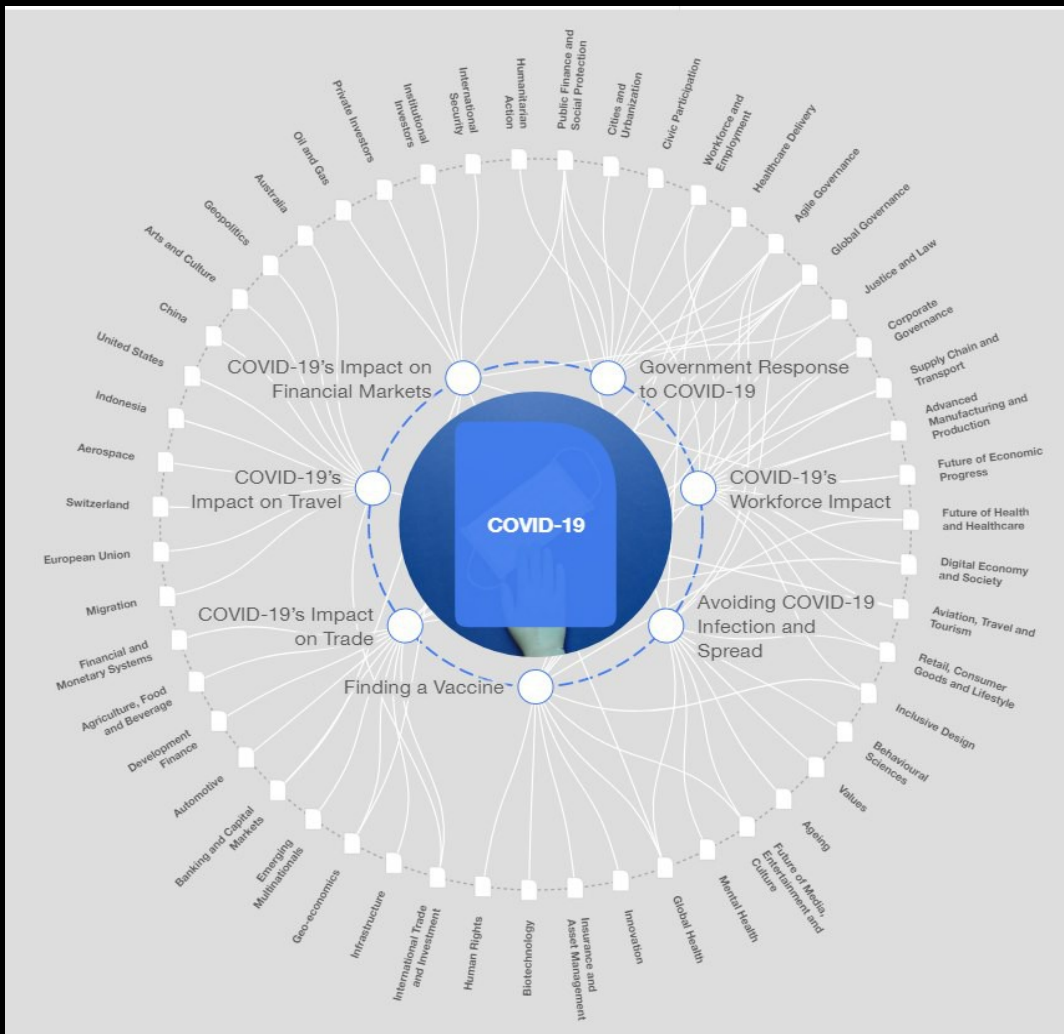 COVID-19
COVID-19's Impact on
Financial Markets
Government Response
to COVID-19
COVID-19's
Impact on Travel
COVID-19's
Workforce Impact
COVID-19's Impact
on Trade
Avoiding COVID-19
Infection and
Spread
Finding a Vaccine
Public Finance and
Social Protection
Cities and
Urbanization
Civic Participation
Workforce and
Employment
Healthcare Delivery
Agile Governance
Global Governance
Justice and Law
Corporate
Governance
Supply Chain and
Transport
Advanced
Manufacturing and
Production
Future of Economic
Progress
Future of Health
and Healthcare
Digital Economy
and Society
Aviation, Travel and
Tourism
Retail, Consumer
Goods and Lifestyle
Inclusive Design
Behavioural
Sciences
Values
Ageing
Future of Media,
Entertainment and
Culture
Mental Health
Global Health
Innovation
Insurance and
Asset Management
Biotechnology
Human Rights
International Trade
and Investment
Infrastructure
Geo-economics
Emerging
Multinationals
Banking and Capital
Markets
Automotive
Development
Finance
Agriculture, Food
and Beverage
Financial and
Monetary Systems
Migration
European Union
Switzerland
Aerospace
Indonesia
United States
China
Arts and Culture
Geopolitics
Australia
Oil and Gas
Private Investors
Institutional
Investors
International
Security
Humanitarian
Action